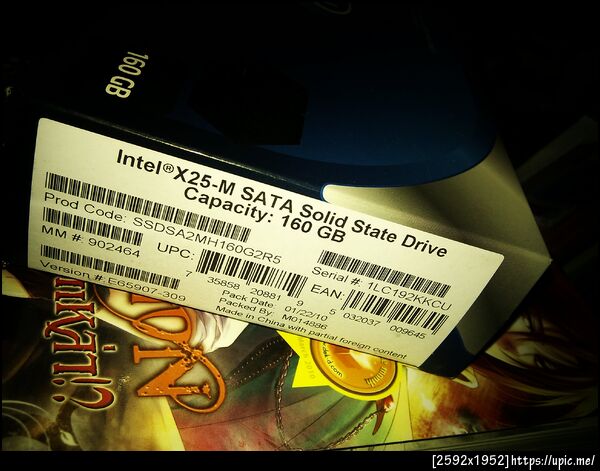 160 GB
Intel®X25-M SATA Solid State Drive
Capacity: 160 GB
Prod Code: SSDSA2MH160G2R5
Serial #: 1LC192KKCU
MM #: 902464
UPC:
7 35858 20881 9
EAN:
5 032037 009645
Version #: E65907-309
Pack Date: 01/22/10
Packed By: M014886
Made in China with partial foreign content
March 2010
[2592x1952]https://upic.me/